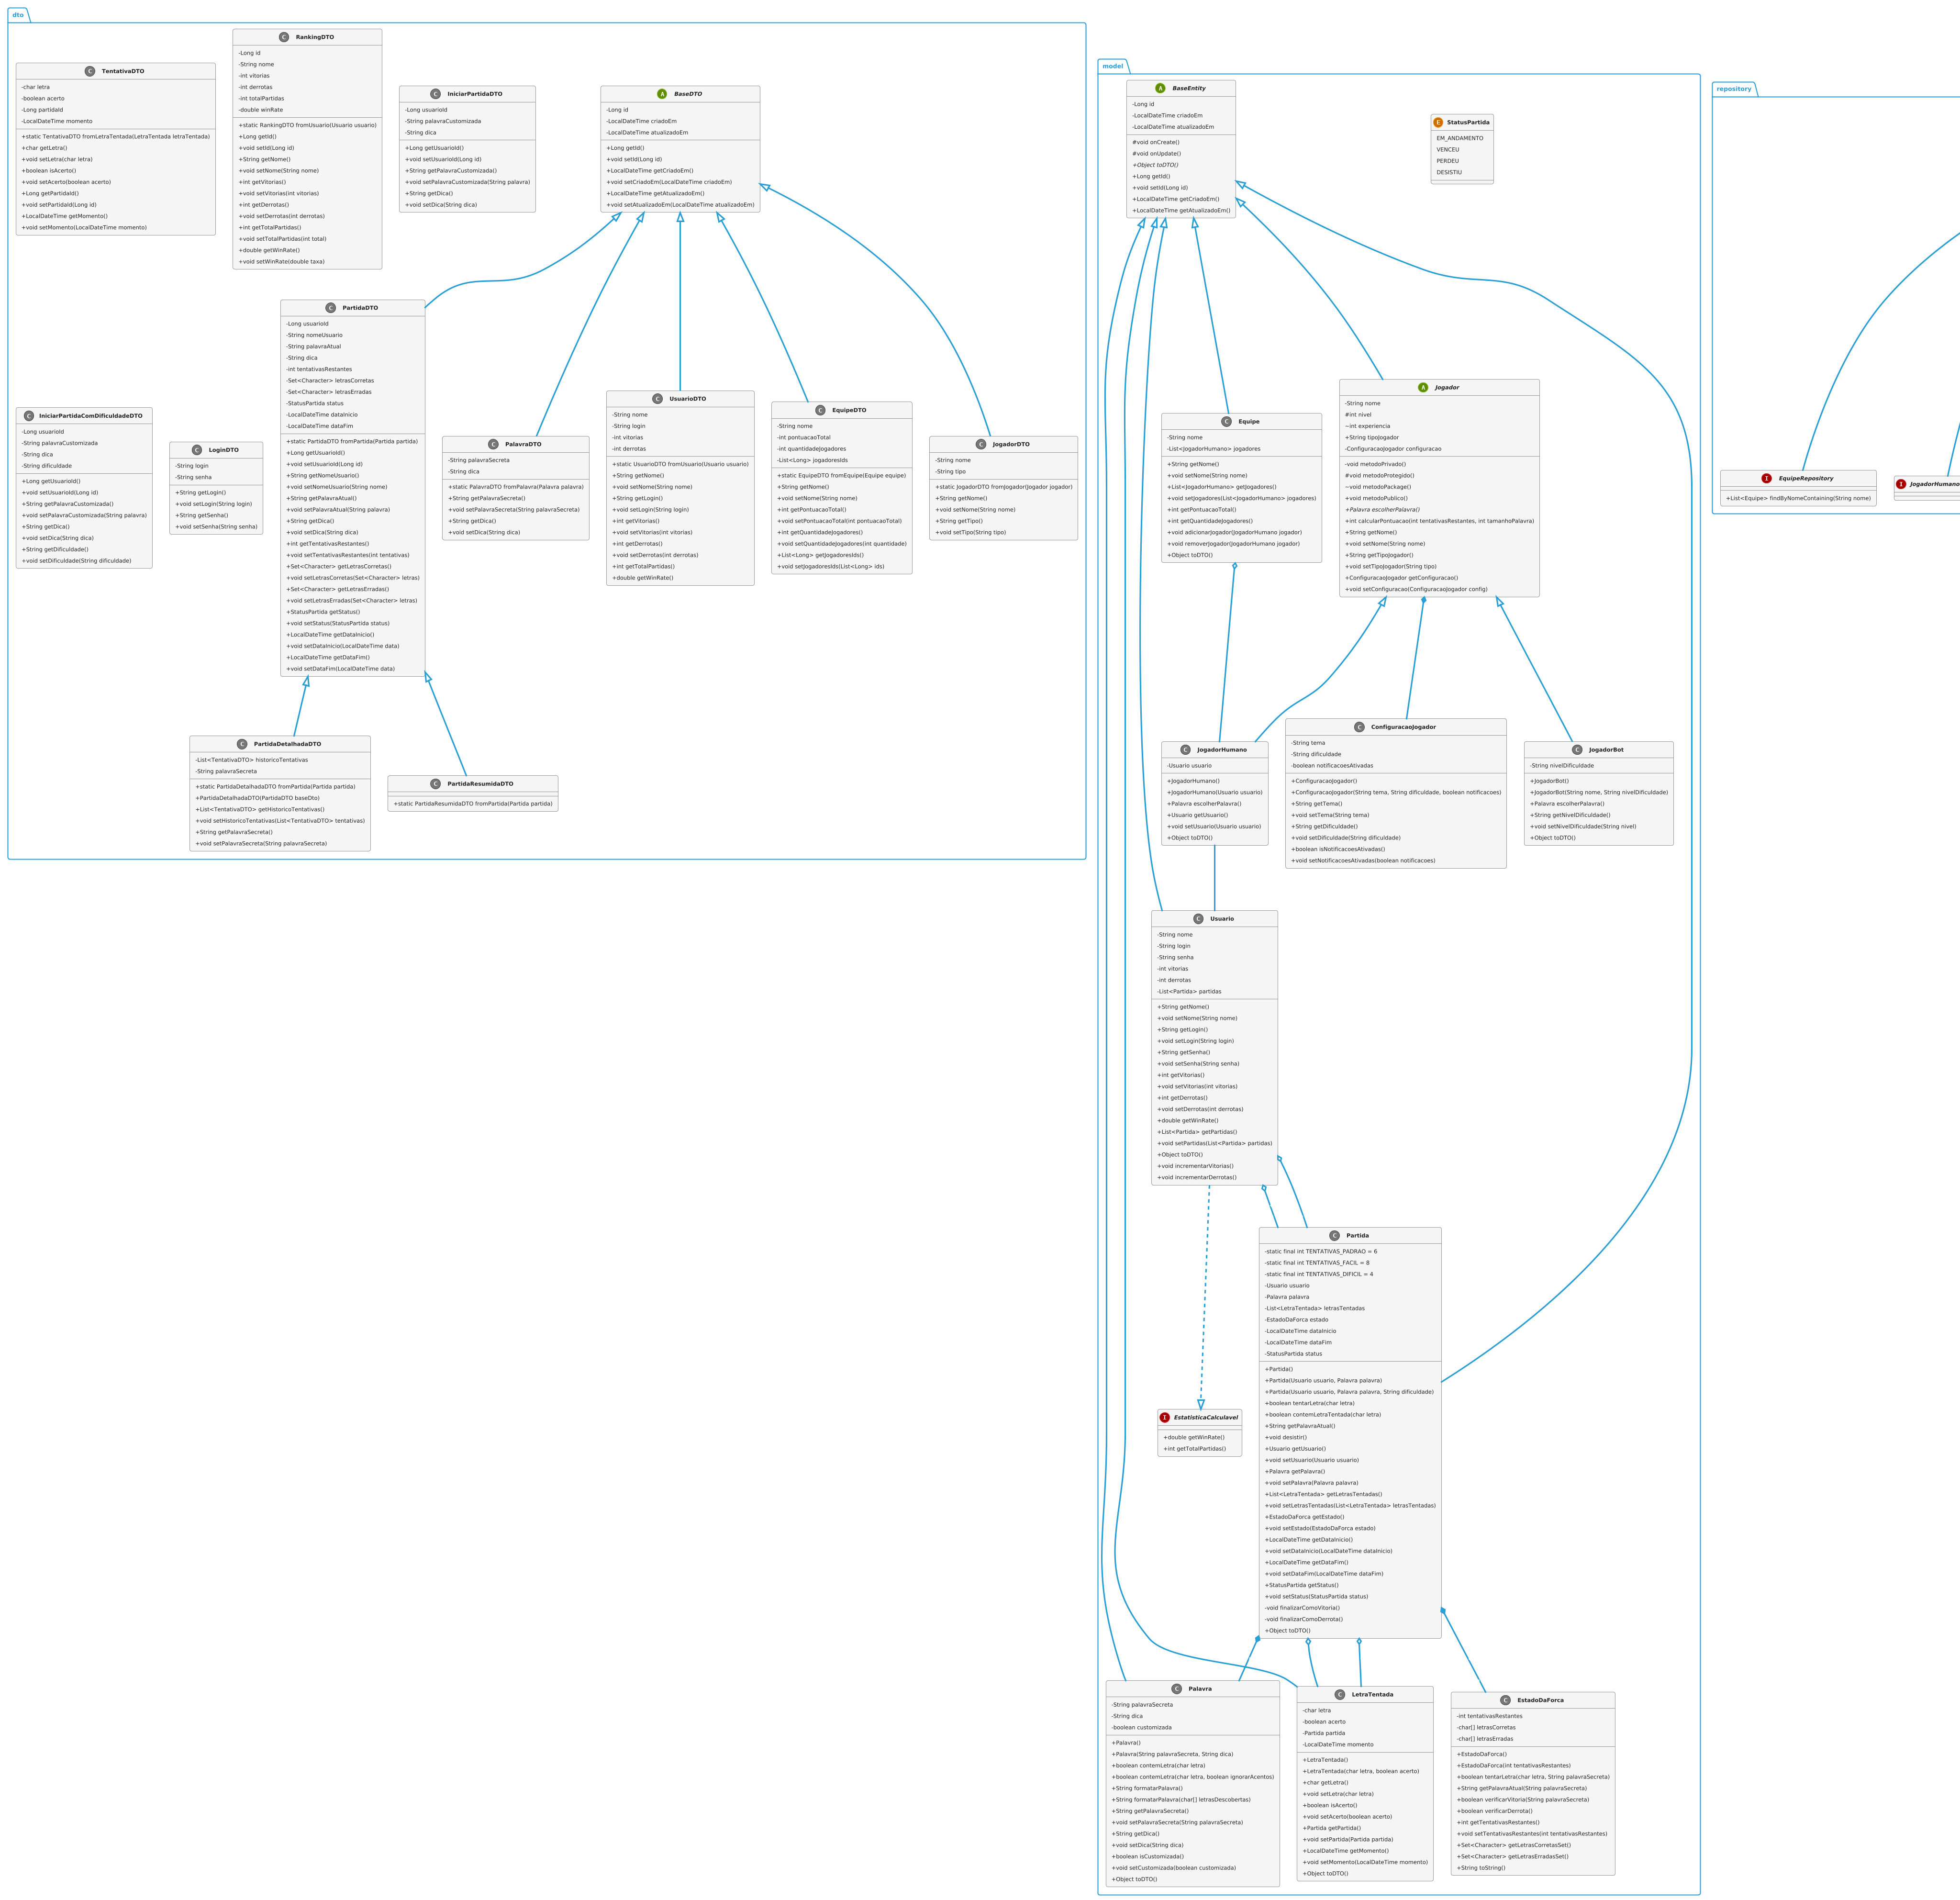 dto
TentativaDTO
-char letra
-boolean acerto
-Long partidaId
-LocalDateTime momento
+static TentativaDTO fromLetraTentada(LetraTentada letraTentada)
+char getLetra()
+void setLetra(char letra)
+boolean isAcerto()
+void setAcerto(boolean acerto)
+Long getPartidaId()
+void setPartidaId(Long id)
+LocalDateTime getMomento()
+void setMomento(LocalDateTime momento)
RankingDTO
-Long id
-String nome
-int vitorias
-int derrotas
-int totalPartidas
-double winRate
+static RankingDTO fromUsuario(Usuario usuario)
+Long getId()
+void setId(Long id)
+String getNome()
+void setNome(String nome)
+int getVitorias()
+void setVitorias(int vitorias)
+int getDerrotas()
+void setDerrotas(int derrotas)
+int getTotalPartidas()
+void setTotalPartidas(int total)
+double getWinRate()
+void setWinRate(double taxa)
IniciarPartidaDTO
-Long usuarioId
-String palavraCustomizada
-String dica
+Long getUsuarioId()
+void setUsuarioId(Long id)
+String getPalavraCustomizada()
+void setPalavraCustomizada(String palavra)
+String getDica()
+void setDica(String dica)
BaseDTO
-Long id
-LocalDateTime criadoEm
-LocalDateTime atualizadoEm
+Long getId()
+void setId(Long id)
+LocalDateTime getCriadoEm()
+void setCriadoEm(LocalDateTime criadoEm)
+LocalDateTime getAtualizadoEm()
+void setAtualizadoEm(LocalDateTime atualizadoEm)
IniciarPartidaComDificuldadeDTO
-Long usuarioId
-String palavraCustomizada
-String dica
-String dificuldade
+Long getUsuarioId()
+void setUsuarioId(Long id)
+String getPalavraCustomizada()
+void setPalavraCustomizada(String palavra)
+String getDica()
+void setDica(String dica)
+String getDificuldade()
+void setDificuldade(String dificuldade)
LoginDTO
-String login
-String senha
+String getLogin()
+void setLogin(String login)
+String getSenha()
+void setSenha(String senha)
PartidaDTO
-Long usuarioId
-String nomeUsuario
-String palavraAtual
-String dica
-int tentativasRestantes
-Set<Character> letrasCorretas
-Set<Character> letrasErradas
-StatusPartida status
-LocalDateTime dataInicio
-LocalDateTime dataFim
+static PartidaDTO fromPartida(Partida partida)
+Long getUsuarioId()
+void setUsuarioId(Long id)
+String getNomeUsuario()
+void setNomeUsuario(String nome)
+String getPalavraAtual()
+void setPalavraAtual(String palavra)
+String getDica()
+void setDica(String dica)
+int getTentativasRestantes()
+void setTentativasRestantes(int tentativas)
+Set<Character> getLetrasCorretas()
+void setLetrasCorretas(Set<Character> letras)
+Set<Character> getLetrasErradas()
+void setLetrasErradas(Set<Character> letras)
+StatusPartida getStatus()
+void setStatus(StatusPartida status)
+LocalDateTime getDataInicio()
+void setDataInicio(LocalDateTime data)
+LocalDateTime getDataFim()
+void setDataFim(LocalDateTime data)
PalavraDTO
-String palavraSecreta
-String dica
+static PalavraDTO fromPalavra(Palavra palavra)
+String getPalavraSecreta()
+void setPalavraSecreta(String palavraSecreta)
+String getDica()
+void setDica(String dica)
UsuarioDTO
-String nome
-String login
-int vitorias
-int derrotas
+static UsuarioDTO fromUsuario(Usuario usuario)
+String getNome()
+void setNome(String nome)
+String getLogin()
+void setLogin(String login)
+int getVitorias()
+void setVitorias(int vitorias)
+int getDerrotas()
+void setDerrotas(int derrotas)
+int getTotalPartidas()
+double getWinRate()
EquipeDTO
-String nome
-int pontuacaoTotal
-int quantidadeJogadores
-List<Long> jogadoresIds
+static EquipeDTO fromEquipe(Equipe equipe)
+String getNome()
+void setNome(String nome)
+int getPontuacaoTotal()
+void setPontuacaoTotal(int pontuacaoTotal)
+int getQuantidadeJogadores()
+void setQuantidadeJogadores(int quantidade)
+List<Long> getJogadoresIds()
+void setJogadoresIds(List<Long> ids)
JogadorDTO
-String nome
-String tipo
+static JogadorDTO fromJogador(Jogador jogador)
+String getNome()
+void setNome(String nome)
+String getTipo()
+void setTipo(String tipo)
PartidaDetalhadaDTO
-List<TentativaDTO> historicoTentativas
-String palavraSecreta
+static PartidaDetalhadaDTO fromPartida(Partida partida)
+PartidaDetalhadaDTO(PartidaDTO baseDto)
+List<TentativaDTO> getHistoricoTentativas()
+void setHistoricoTentativas(List<TentativaDTO> tentativas)
+String getPalavraSecreta()
+void setPalavraSecreta(String palavraSecreta)
PartidaResumidaDTO
+static PartidaResumidaDTO fromPartida(Partida partida)
model
BaseEntity
-Long id
-LocalDateTime criadoEm
-LocalDateTime atualizadoEm
#void onCreate()
#void onUpdate()
+Object toDTO()
+Long getId()
+void setId(Long id)
+LocalDateTime getCriadoEm()
+LocalDateTime getAtualizadoEm()
StatusPartida
EM_ANDAMENTO
VENCEU
PERDEU
DESISTIU
Equipe
-String nome
-List<JogadorHumano> jogadores
+String getNome()
+void setNome(String nome)
+List<JogadorHumano> getJogadores()
+void setJogadores(List<JogadorHumano> jogadores)
+int getPontuacaoTotal()
+int getQuantidadeJogadores()
+void adicionarJogador(JogadorHumano jogador)
+void removerJogador(JogadorHumano jogador)
+Object toDTO()
Jogador
-String nome
#int nivel
~int experiencia
+String tipoJogador
-ConfiguracaoJogador configuracao
-void metodoPrivado()
#void metodoProtegido()
~void metodoPackage()
+void metodoPublico()
+Palavra escolherPalavra()
+int calcularPontuacao(int tentativasRestantes, int tamanhoPalavra)
+String getNome()
+void setNome(String nome)
+String getTipoJogador()
+void setTipoJogador(String tipo)
+ConfiguracaoJogador getConfiguracao()
+void setConfiguracao(ConfiguracaoJogador config)
JogadorHumano
-Usuario usuario
+JogadorHumano()
+JogadorHumano(Usuario usuario)
+Palavra escolherPalavra()
+Usuario getUsuario()
+void setUsuario(Usuario usuario)
+Object toDTO()
ConfiguracaoJogador
-String tema
-String dificuldade
-boolean notificacoesAtivadas
+ConfiguracaoJogador()
+ConfiguracaoJogador(String tema, String dificuldade, boolean notificacoes)
+String getTema()
+void setTema(String tema)
+String getDificuldade()
+void setDificuldade(String dificuldade)
+boolean isNotificacoesAtivadas()
+void setNotificacoesAtivadas(boolean notificacoes)
JogadorBot
-String nivelDificuldade
+JogadorBot()
+JogadorBot(String nome, String nivelDificuldade)
+Palavra escolherPalavra()
+String getNivelDificuldade()
+void setNivelDificuldade(String nivel)
+Object toDTO()
Usuario
-String nome
-String login
-String senha
-int vitorias
-int derrotas
-List<Partida> partidas
+String getNome()
+void setNome(String nome)
+String getLogin()
+void setLogin(String login)
+String getSenha()
+void setSenha(String senha)
+int getVitorias()
+void setVitorias(int vitorias)
+int getDerrotas()
+void setDerrotas(int derrotas)
+double getWinRate()
+List<Partida> getPartidas()
+void setPartidas(List<Partida> partidas)
+Object toDTO()
+void incrementarVitorias()
+void incrementarDerrotas()
Partida
-static final int TENTATIVAS_PADRAO = 6
-static final int TENTATIVAS_FACIL = 8
-static final int TENTATIVAS_DIFICIL = 4
-Usuario usuario
-Palavra palavra
-List<LetraTentada> letrasTentadas
-EstadoDaForca estado
-LocalDateTime dataInicio
-LocalDateTime dataFim
-StatusPartida status
+Partida()
+Partida(Usuario usuario, Palavra palavra)
+Partida(Usuario usuario, Palavra palavra, String dificuldade)
+boolean tentarLetra(char letra)
+boolean contemLetraTentada(char letra)
+String getPalavraAtual()
+void desistir()
+Usuario getUsuario()
+void setUsuario(Usuario usuario)
+Palavra getPalavra()
+void setPalavra(Palavra palavra)
+List<LetraTentada> getLetrasTentadas()
+void setLetrasTentadas(List<LetraTentada> letrasTentadas)
+EstadoDaForca getEstado()
+void setEstado(EstadoDaForca estado)
+LocalDateTime getDataInicio()
+void setDataInicio(LocalDateTime dataInicio)
+LocalDateTime getDataFim()
+void setDataFim(LocalDateTime dataFim)
+StatusPartida getStatus()
+void setStatus(StatusPartida status)
-void finalizarComoVitoria()
-void finalizarComoDerrota()
+Object toDTO()
EstatisticaCalculavel
+double getWinRate()
+int getTotalPartidas()
Palavra
-String palavraSecreta
-String dica
-boolean customizada
+Palavra()
+Palavra(String palavraSecreta, String dica)
+boolean contemLetra(char letra)
+boolean contemLetra(char letra, boolean ignorarAcentos)
+String formatarPalavra()
+String formatarPalavra(char[] letrasDescobertas)
+String getPalavraSecreta()
+void setPalavraSecreta(String palavraSecreta)
+String getDica()
+void setDica(String dica)
+boolean isCustomizada()
+void setCustomizada(boolean customizada)
+Object toDTO()
LetraTentada
-char letra
-boolean acerto
-Partida partida
-LocalDateTime momento
+LetraTentada()
+LetraTentada(char letra, boolean acerto)
+char getLetra()
+void setLetra(char letra)
+boolean isAcerto()
+void setAcerto(boolean acerto)
+Partida getPartida()
+void setPartida(Partida partida)
+LocalDateTime getMomento()
+void setMomento(LocalDateTime momento)
+Object toDTO()
EstadoDaForca
-int tentativasRestantes
-char[] letrasCorretas
-char[] letrasErradas
+EstadoDaForca()
+EstadoDaForca(int tentativasRestantes)
+boolean tentarLetra(char letra, String palavraSecreta)
+String getPalavraAtual(String palavraSecreta)
+boolean verificarVitoria(String palavraSecreta)
+boolean verificarDerrota()
+int getTentativasRestantes()
+void setTentativasRestantes(int tentativasRestantes)
+Set<Character> getLetrasCorretasSet()
+Set<Character> getLetrasErradasSet()
+String toString()
repository
EquipeRepository
+List<Equipe> findByNomeContaining(String nome)
JogadorHumano